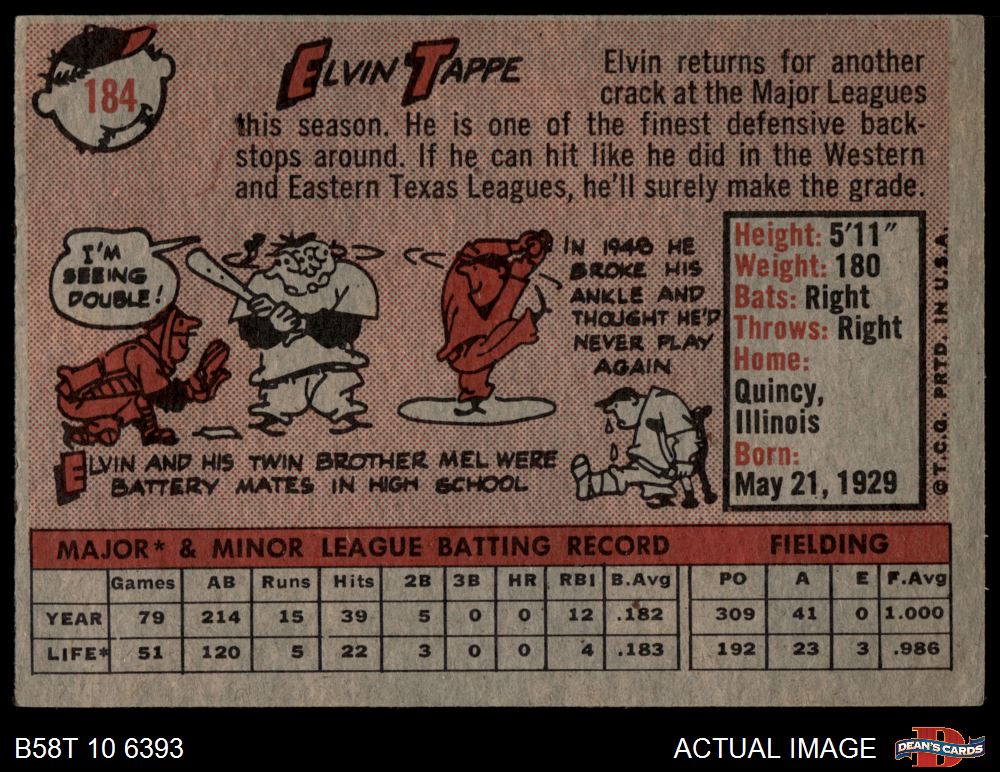 184
ELVIN TAPPE
Elvin returns for another
crack at the Major Leagues
this season. He is one of the finest defensive back-
stops around. If he can hit like he did in the Western
and Eastern Texas Leagues, he'll surely make the grade.
I'M
SEEING
DOUBLE!
ELVIN AND HIS TWIN BROTHER MEL WERE
BATTERY MATES IN HIGH SCHOOL
IN 1948 HE
BROKE HIS
ANKLE AND
THOUGHT HE'D
NEVER PLAY
AGAIN
Height: 5'11"
Weight: 180
Bats: Right
Throws: Right
Home:
Quincy,
Illinois
Born:
May 21, 1929
© T.C.G. PRTD. IN U.S.A.
MAJOR* & MINOR LEAGUE BATTING RECORD FIELDING
Games AB Runs Hits 2B 3B HR RBI B.Avg PO A E F.Avg
YEAR 79 214 15 39 5 0 0 12 .182 309 41 0 1.000
LIFE* 51 120 5 22 3 0 0 4 .183 192 23 3 .986
B58T 10 6393
ACTUAL IMAGE
DEAN'S CARDS